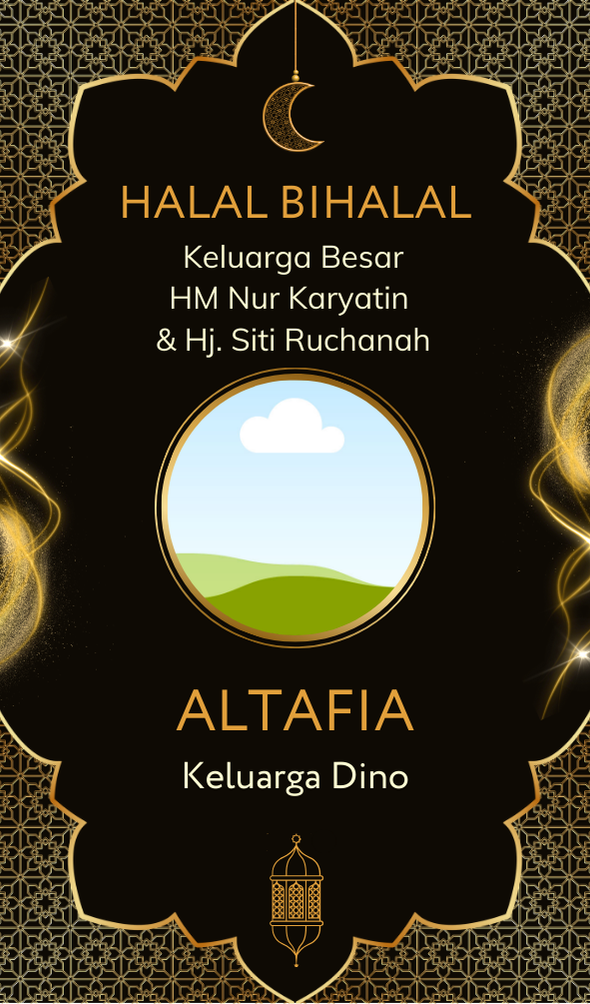 HALAL BIHALAL
Keluarga Besar
HM Nur Karyatin
& Hj. Siti Ruchanah
ALTAFIA
Keluarga Dino